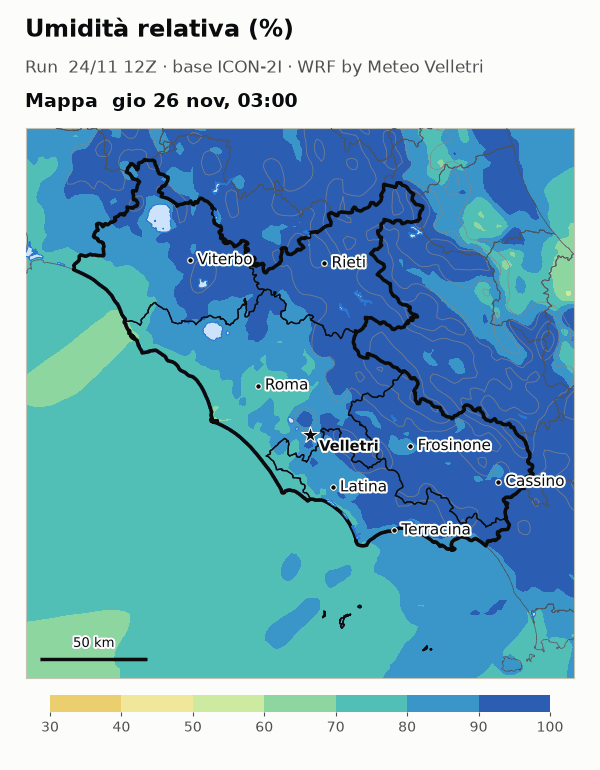 Umidità relativa (%)
Run  24/11 12Z · base ICON-2I · WRF by Meteo Velletri
Mappa  gio 26 nov, 03:00
Viterbo
Rieti
Roma
Velletri
Frosinone
Cassino
Latina
Terracina
50 km
30 40 50 60 70 80 90 100